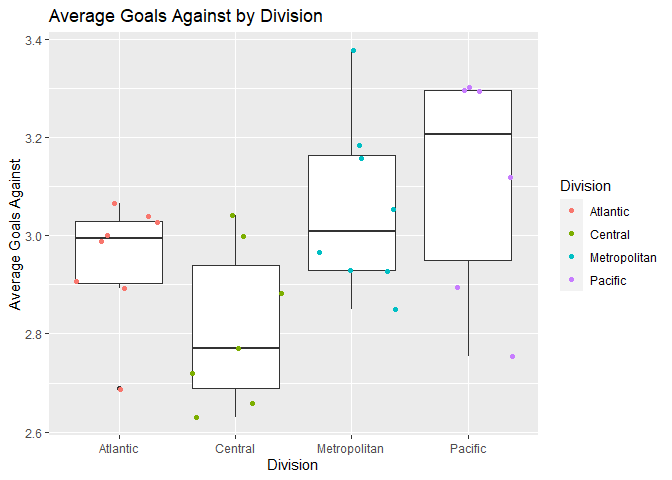 Average Goals Against by Division
3.4
3.2
3.0
2.8
2.6
Average Goals Against
Atlantic
Central
Metropolitan
Pacific
Division
Division
Atlantic
Central
Metropolitan
Pacific